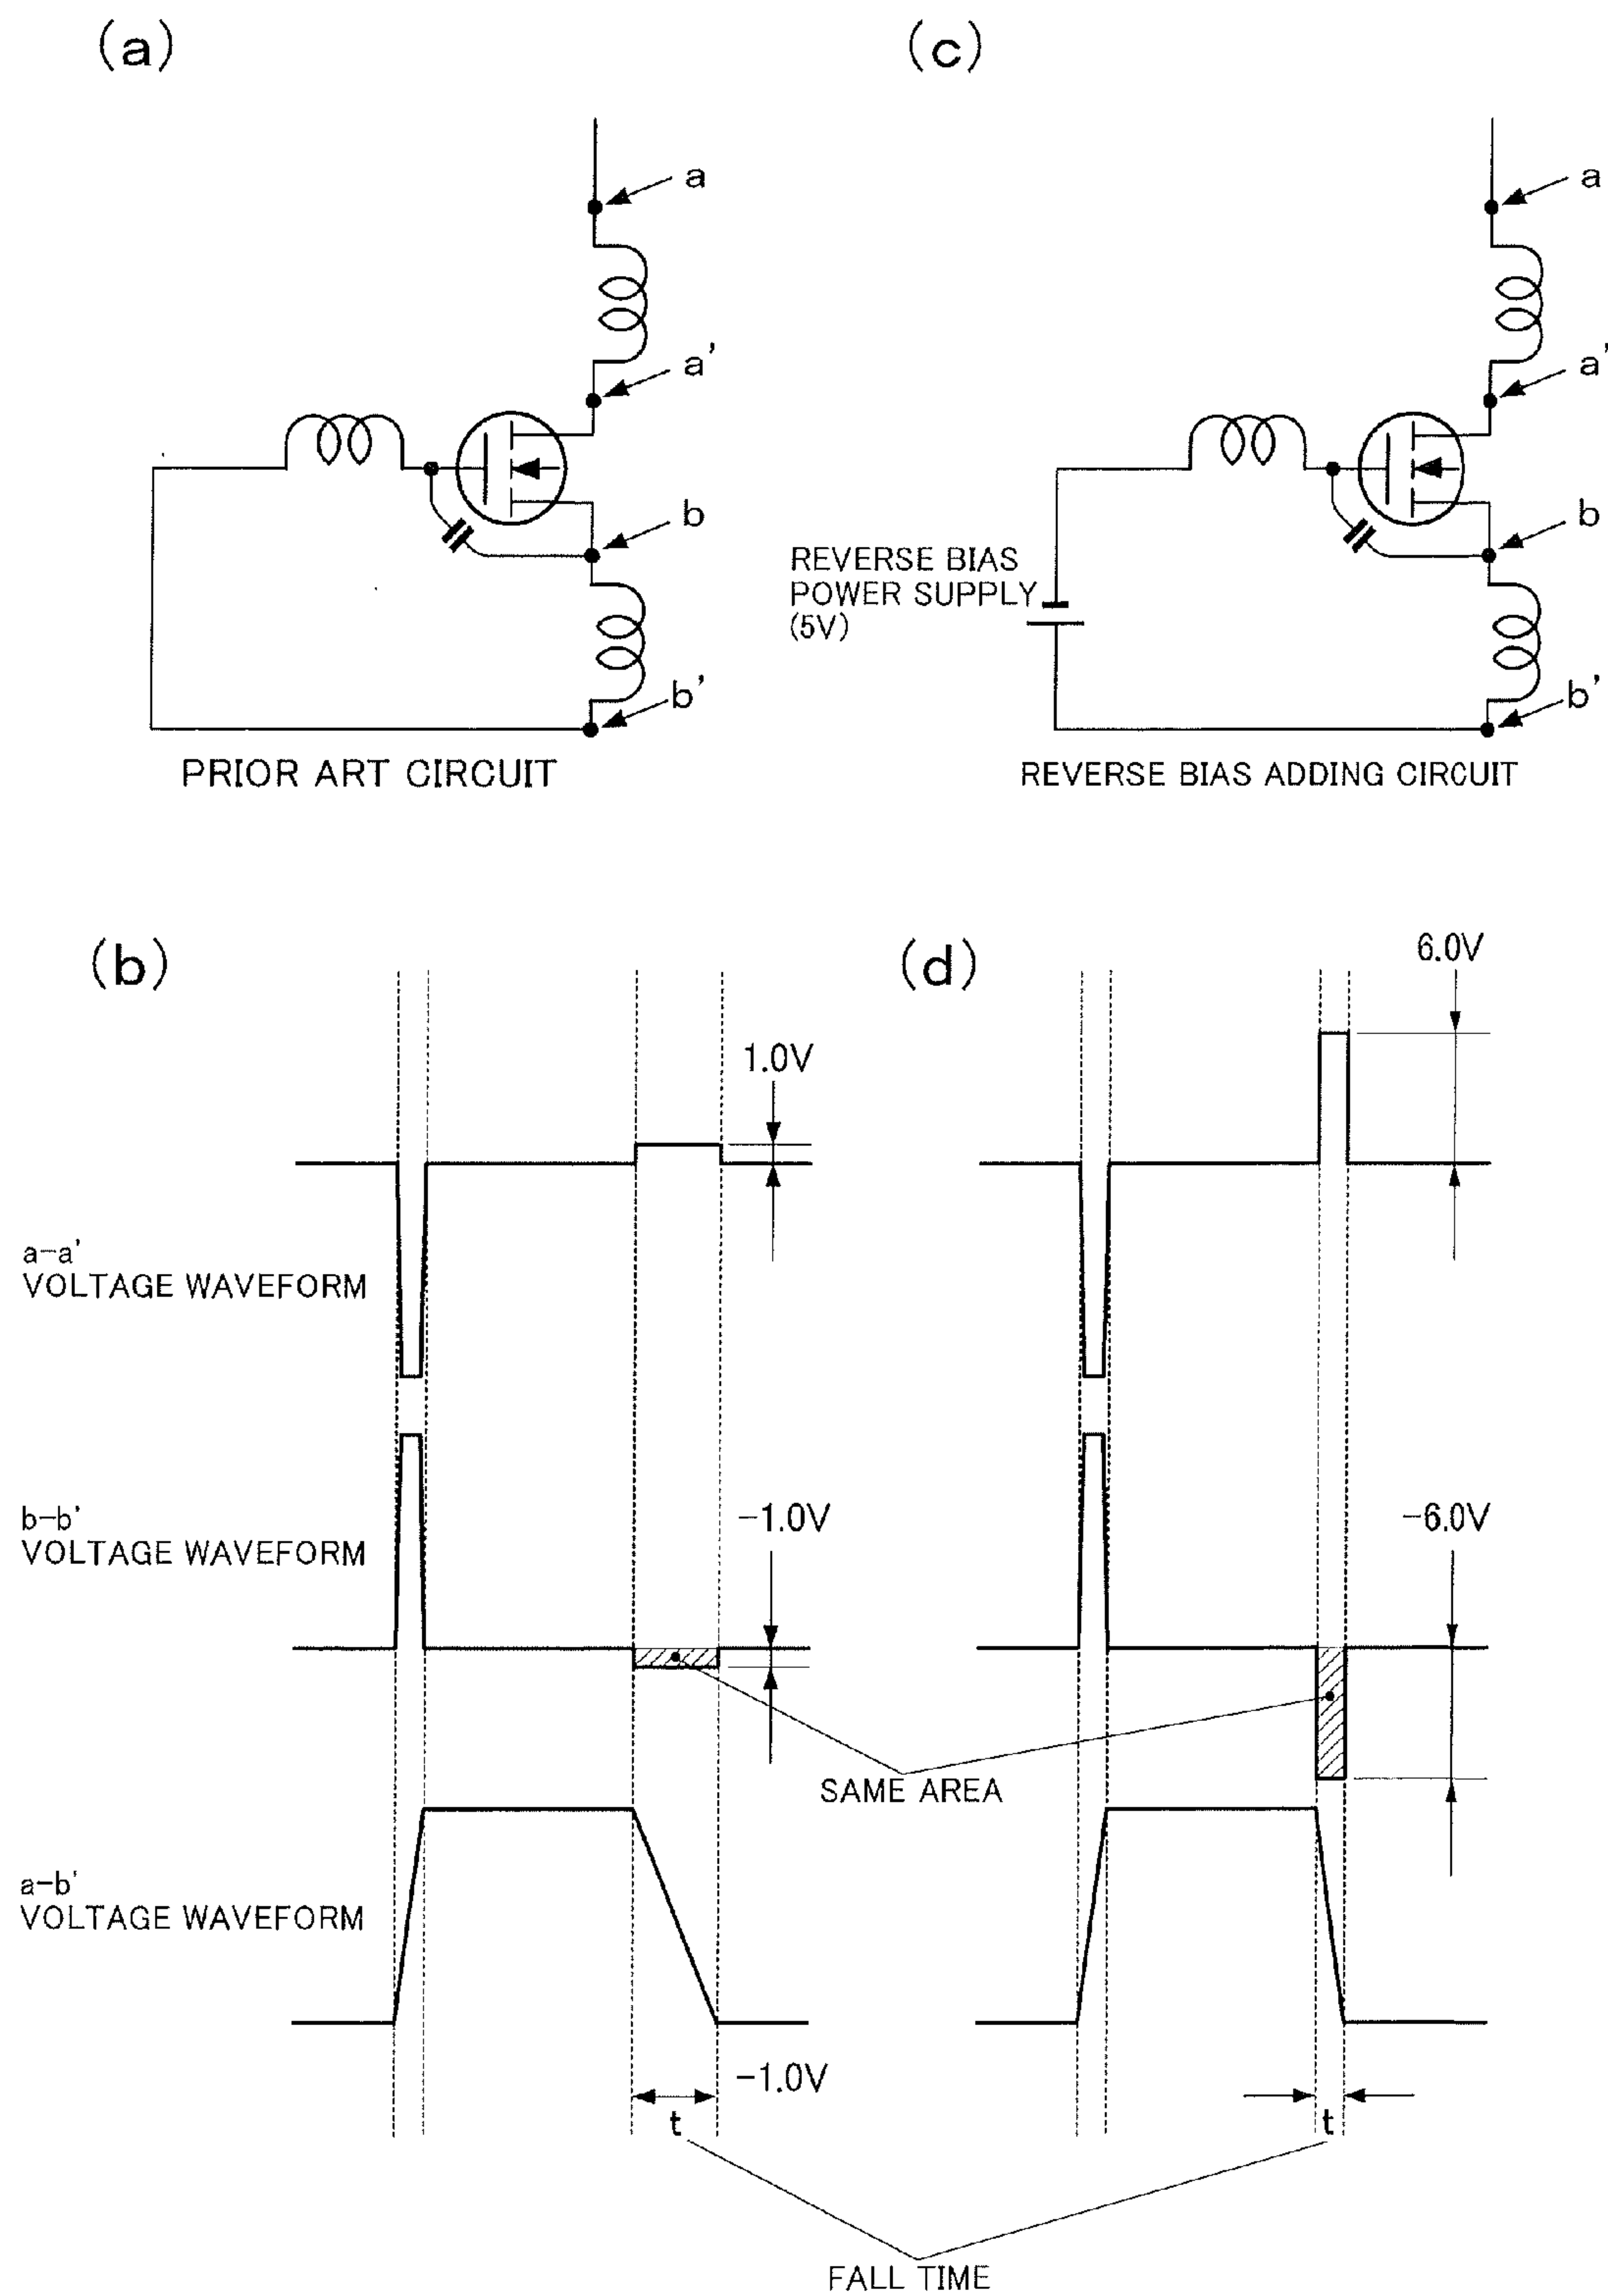 (a)
a
a'
b
b'
PRIOR ART CIRCUIT
(c)
a
a'
b
b'
REVERSE BIAS
POWER SUPPLY
(5V)
REVERSE BIAS ADDING CIRCUIT
(b)
1.0V
a-a'
VOLTAGE WAVEFORM
b-b'
VOLTAGE WAVEFORM
-1.0V
a-b'
VOLTAGE WAVEFORM
-1.0V
t
(d)
6.0V
-6.0V
SAME AREA
t
FALL TIME